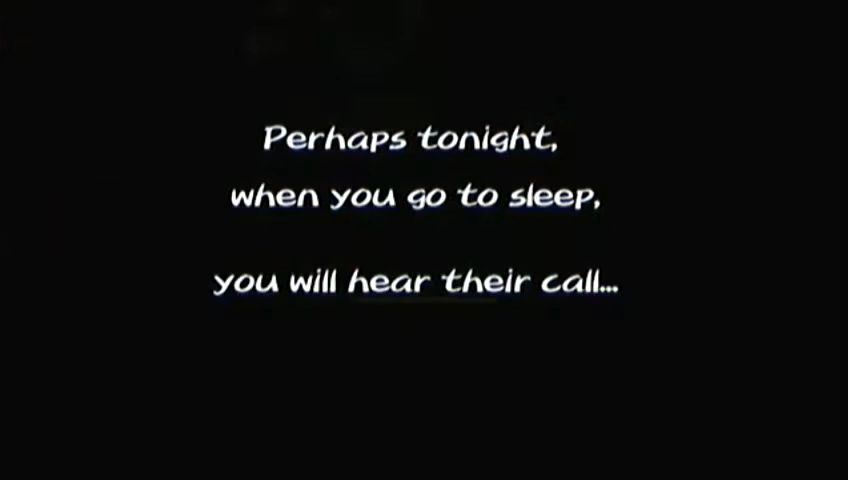 Perhaps tonight,
when you go to sleep,
you will hear their call...